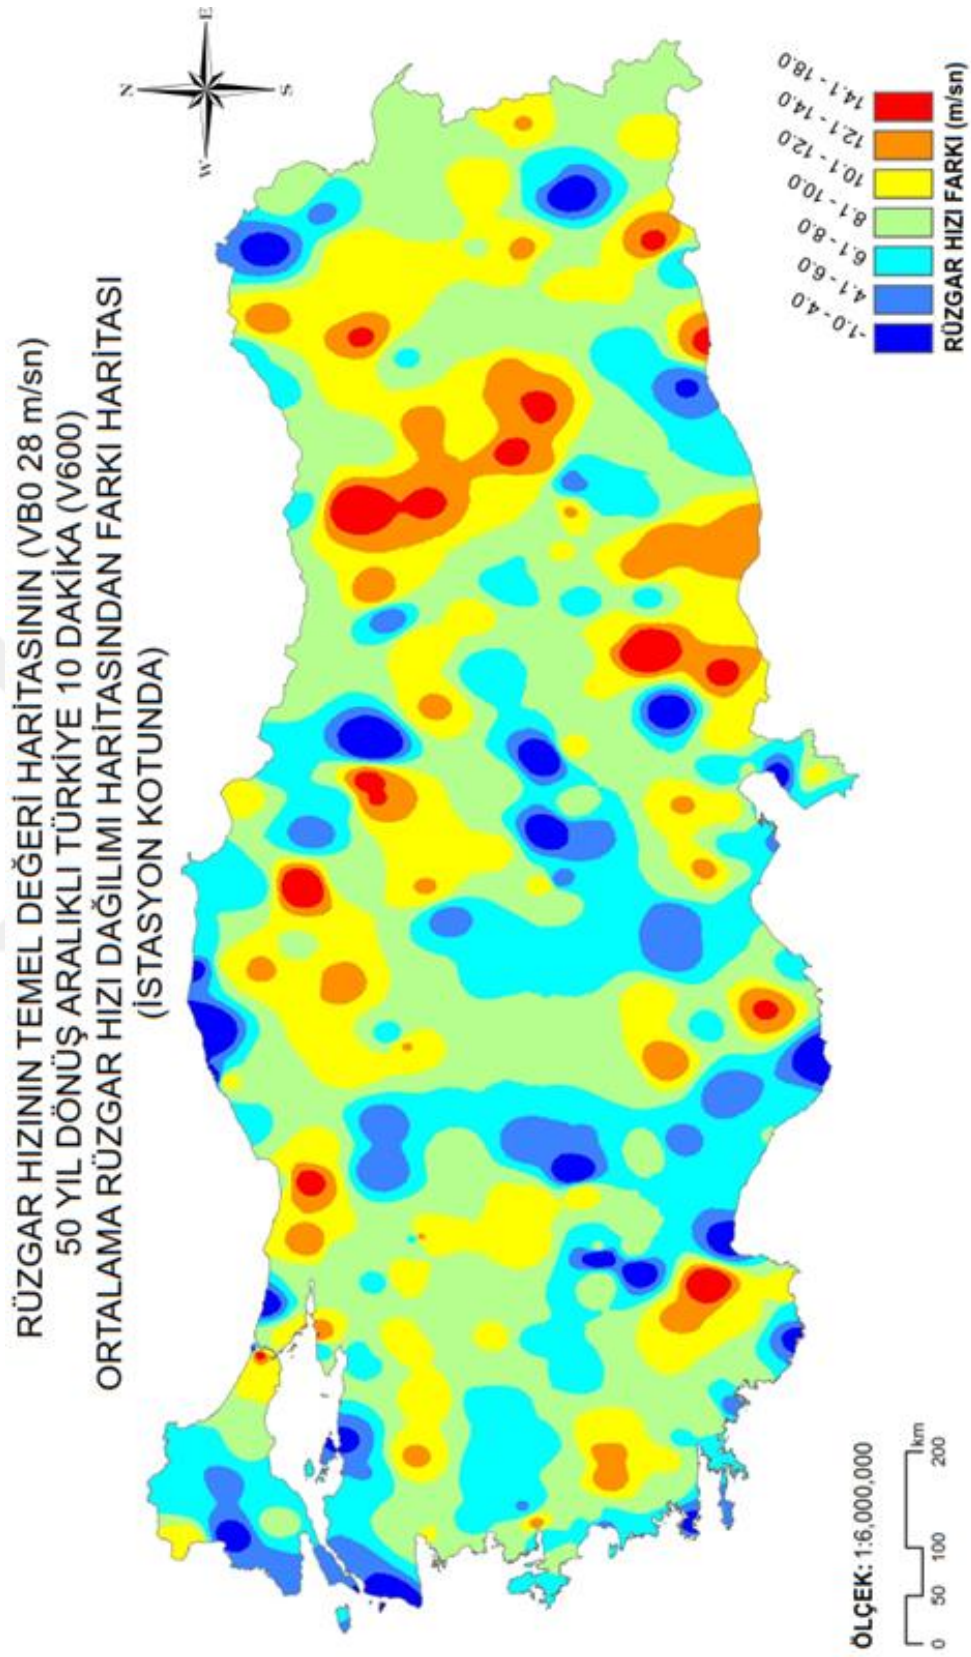 RÜZGAR HIZININ TEMEL DEĞERİ HARİTASININ (VB0 28 m/sn)
50 YIL DÖNÜŞ ARALIKLI TÜRKİYE 10 DAKİKA (V600)
ORTALAMA RÜZGAR HIZI DAĞILIMI HARİTASINDAN FARKI HARİTASI
(İSTASYON KOTUNDA)
N
W E
S
ÖLÇEK: 1:6,000,000
km
0 50 100 200
-1.0 - 4.0
4.1 - 6.0
6.1 - 8.0
8.1 - 10.0
10.1 - 12.0
12.1 - 14.0
14.1 - 18.0
RÜZGAR HIZI FARKI (m/sn)